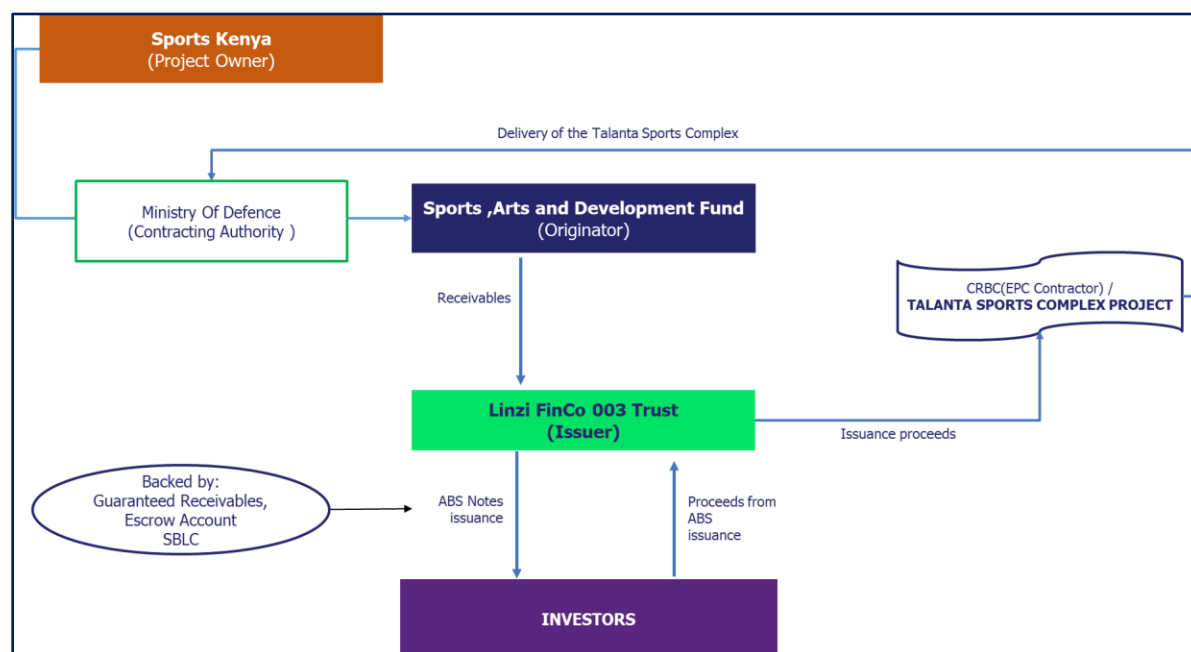 Sports Kenya
(Project Owner)
Delivery of the Talanta Sports Complex
Ministry Of Defence
(Contracting Authority )
Sports ,Arts and Development Fund
(Originator)
CRBC(EPC Contractor) /
TALANTA SPORTS COMPLEX PROJECT
Receivables
Linzi FinCo 003 Trust
(Issuer)
Issuance proceeds
Backed by:
Guaranteed Receivables,
Escrow Account
SBLC
ABS Notes
issuance
Proceeds from
ABS
issuance
INVESTORS